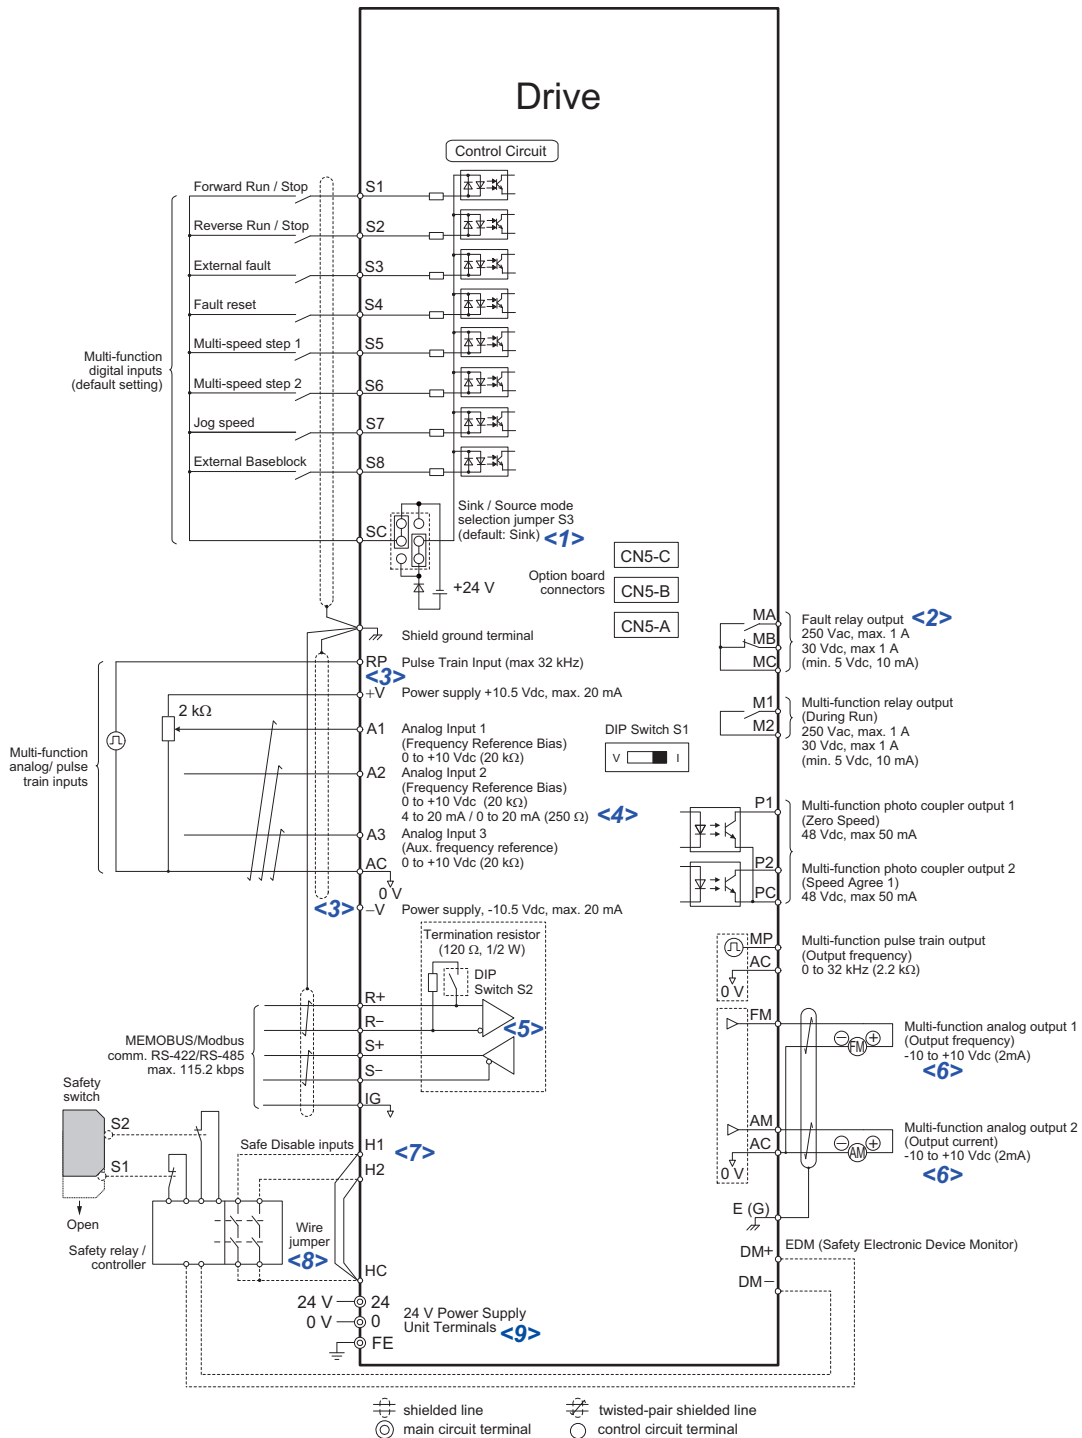 Drive
Control Circuit
Forward Run / Stop
S1
Reverse Run / Stop
S2
External fault
S3
Fault reset
S4
Multi-speed step 1
S5
Multi-function
digital inputs
(default setting)
Multi-speed step 2
S6
Jog speed
S7
External Baseblock
S8
SC
Sink / Source mode
selection jumper S3
(default: Sink) <1>
+24 V
Option board
connectors
CN5-C
CN5-B
CN5-A
Shield ground terminal
MA
MB
MC
Fault relay output <2>
250 Vac, max. 1 A
30 Vdc, max 1 A
(min. 5 Vdc, 10 mA)
RP
Pulse Train Input (max 32 kHz)
<3>
+V
Power supply +10.5 Vdc, max. 20 mA
2 kΩ
Multi-function
analog/ pulse
train inputs
A1
Analog Input 1
(Frequency Reference Bias)
0 to +10 Vdc (20 kΩ)
A2
Analog Input 2
(Frequency Reference Bias)
0 to +10 Vdc (20 kΩ)
4 to 20 mA / 0 to 20 mA (250 Ω) <4>
A3
Analog Input 3
(Aux. frequency reference)
0 to +10 Vdc (20 kΩ)
AC
0 V
<3>
−V
Power supply, -10.5 Vdc, max. 20 mA
DIP Switch S1
V I
M1
M2
Multi-function relay output
(During Run)
250 Vac, max. 1 A
30 Vdc, max 1 A
(min. 5 Vdc, 10 mA)
P1
Multi-function photo coupler output 1
(Zero Speed)
48 Vdc, max 50 mA
P2
PC
Multi-function photo coupler output 2
(Speed Agree 1)
48 Vdc, max 50 mA
MP
AC
0 V
Multi-function pulse train output
(Output frequency)
0 to 32 kHz (2.2 kΩ)
Termination resistor
(120 Ω, 1/2 W)
DIP
Switch S2
<5>
R+
R−
S+
S−
IG
MEMOBUS/Modbus
comm. RS-422/RS-485
max. 115.2 kbps
FM
− FM +
Multi-function analog output 1
(Output frequency)
-10 to +10 Vdc (2mA)
<6>
AM
AC
0 V
− AM +
Multi-function analog output 2
(Output current)
-10 to +10 Vdc (2mA)
<6>
E (G)
Safety
switch
S2
S1
Open
Safety relay /
controller
Safe Disable inputs
H1 <7>
H2
Wire
jumper
<8>
HC
DM+
DM−
EDM (Safety Electronic Device Monitor)
24 V
24
0 V
0
FE
24 V Power Supply
Unit Terminals <9>
shielded line
twisted-pair shielded line
main circuit terminal
control circuit terminal